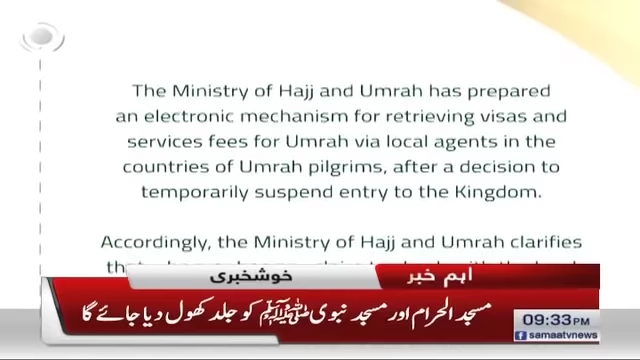 The Ministry of Hajj and Umrah has prepared
an electronic mechanism for retrieving visas and
services fees for Umrah via local agents in the
countries of Umrah pilgrims, after a decision to
temporarily suspend entry to the Kingdom.
Accordingly, the Ministry of Hajj and Umrah clarifies
اہم خبر
خوشخبری
مسجد الحرام اور مسجد نبوی ﷺ کو جلد کھول دیا جائے گا
09:33 PM
samaatvnews